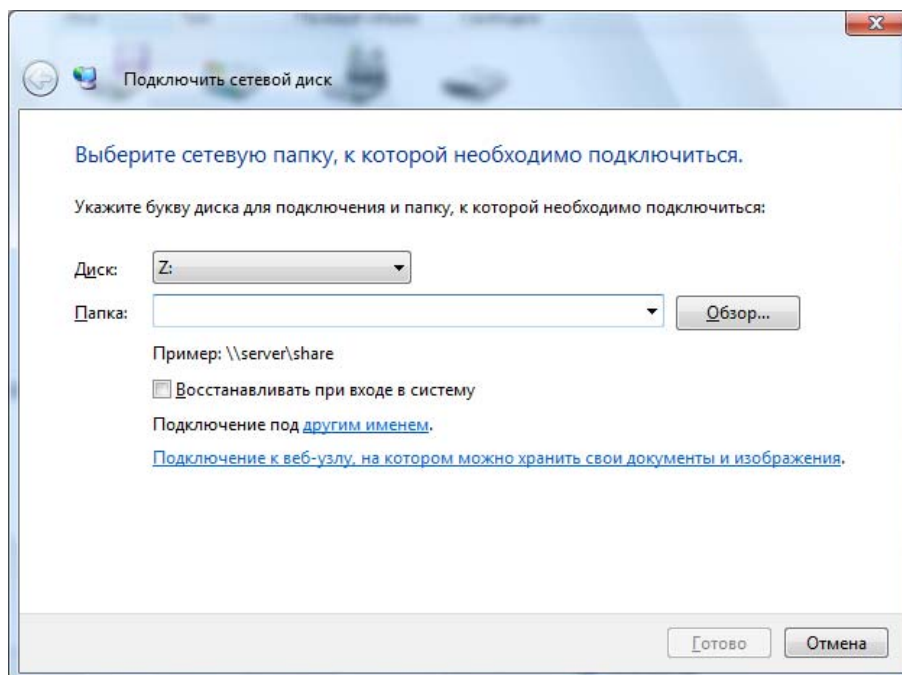 Подключить сетевой диск
Выберите сетевую папку, к которой необходимо подключиться.
Укажите букву диска для подключения и папку, к которой необходимо подключиться:
Диск: Z:
Папка: Обзор...
Пример: \\server\share
Восстанавливать при входе в систему
Подключение под другим именем.
Подключение к веб-узлу, на котором можно хранить свои документы и изображения.
Готово Отмена